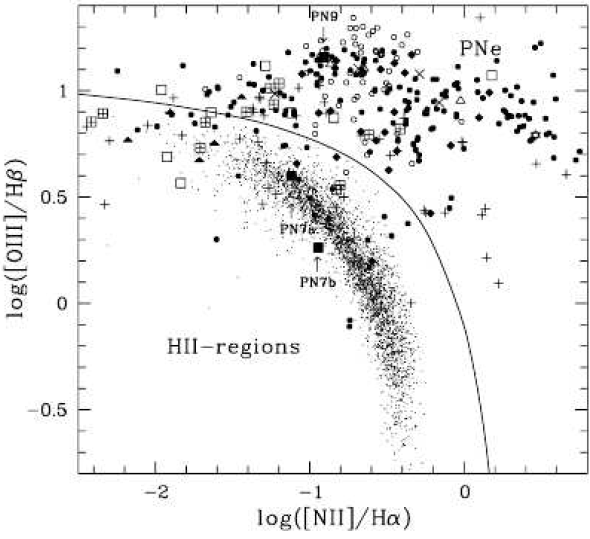 PN9
PNe
1
0.5
0
−0.5
log([OIII]/Hβ)
PN7a
PN7b
HII−regions
−2
−1
0
log([NII]/Hα)